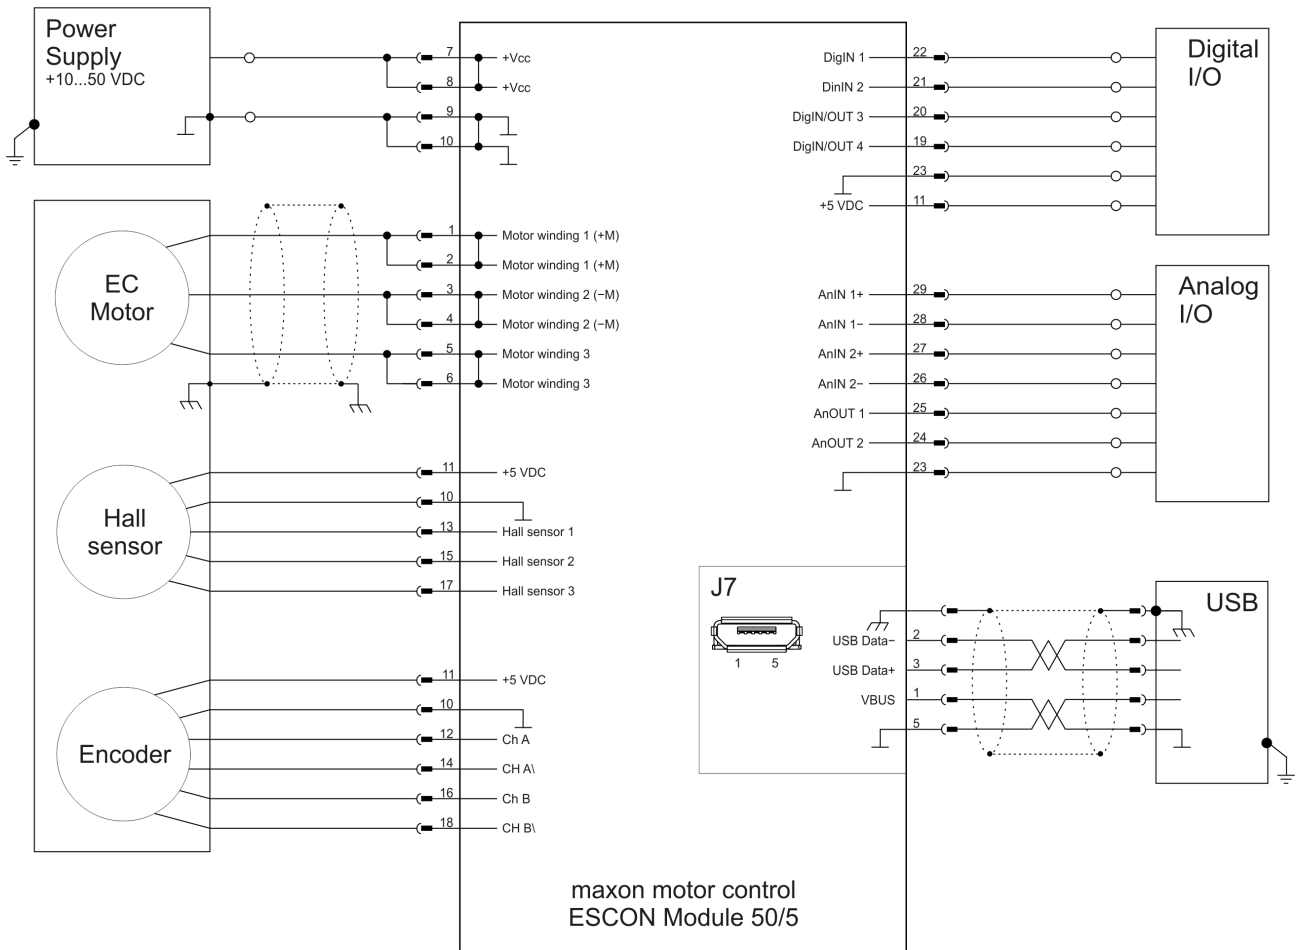 Power
Supply
+10...50 VDC
7
+Vcc
8
+Vcc
9
10
EC
Motor
1
Motor winding 1 (+M)
2
Motor winding 1 (+M)
3
Motor winding 2 (−M)
4
Motor winding 2 (−M)
5
Motor winding 3
6
Motor winding 3
Hall
sensor
11
+5 VDC
10
13
Hall sensor 1
15
Hall sensor 2
17
Hall sensor 3
Encoder
11
+5 VDC
10
12
Ch A
14
CH A\
16
Ch B
18
CH B\
DigIN 1
22
DinIN 2
21
DigIN/OUT 3
20
DigIN/OUT 4
19
23
+5 VDC
11
Digital
I/O
AnIN 1+
29
AnIN 1−
28
AnIN 2+
27
AnIN 2−
26
AnOUT 1
25
AnOUT 2
24
23
Analog
I/O
J7
1 5
USB Data−
2
USB Data+
3
VBUS
1
5
USB
maxon motor control
ESCON Module 50/5